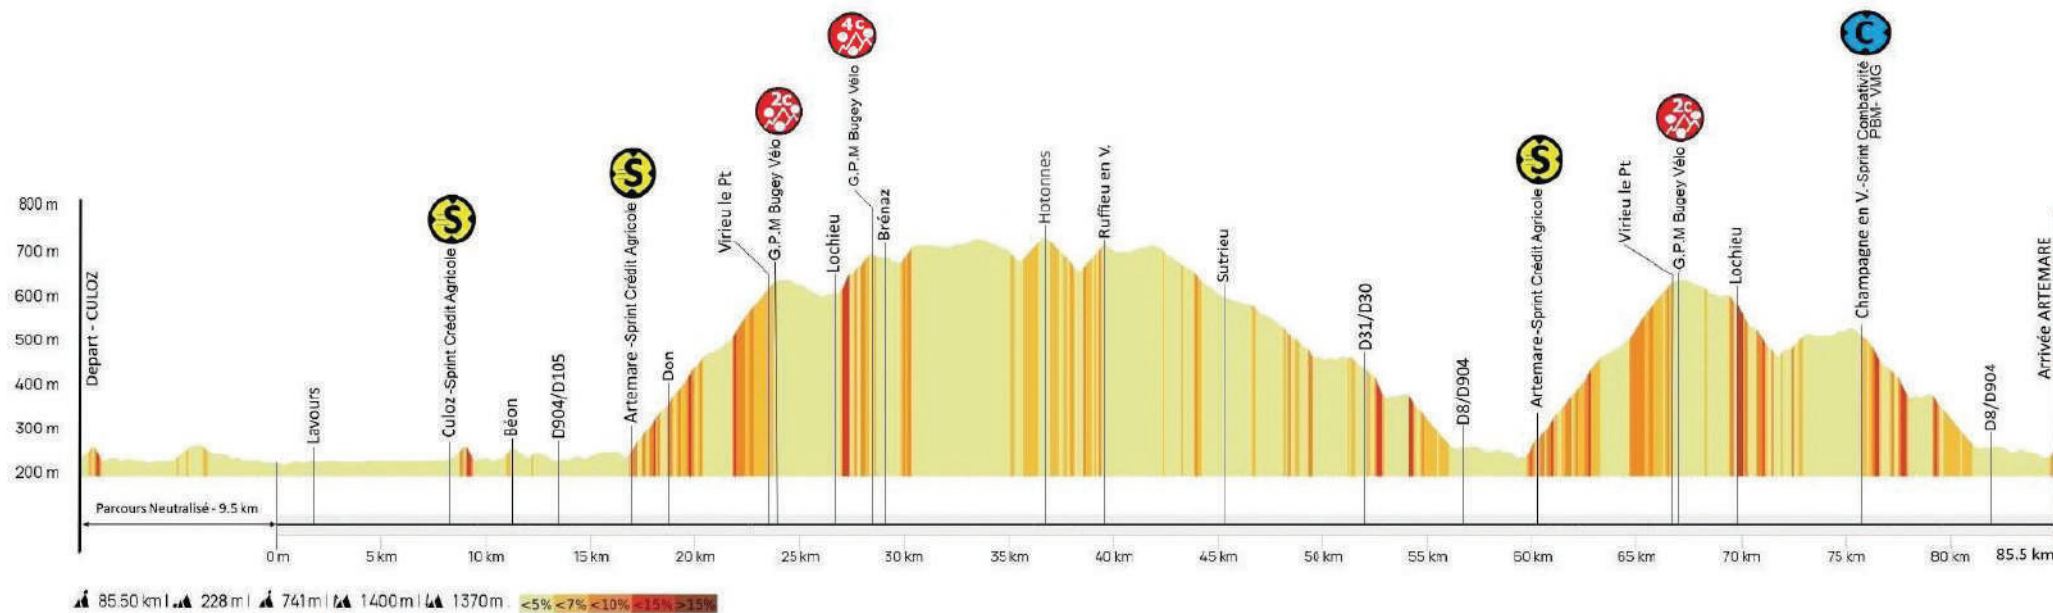 4c
C
2c
2c
S
S
S
800 m
700 m
600 m
500 m
400 m
300 m
200 m
Depart - CULOZ
Lavours
Culoz -Sprint Crédit Agricole
Béon
D904/D105
Artemare -Sprint Crédit Agricole
Don
Virieu le Pt
G.P.M Bugey Vélo
Lochieu
G.P.M Bugey Vélo
Brénaz
Hotonnes
Ruffieu en V.
Sutrieu
D31/D30
D8/D904
Artemare-Sprint Crédit Agricole
Virieu le Pt
G.P.M Bugey Vélo
Lochieu
Champagne en V.-Sprint Combativité
PBM- VMG
D8/D904
Arrivée ARTEMARE
Parcours Neutralisé - 9.5 km
0 m 5 km 10 km 15 km 20 km 25 km 30 km 35 km 40 km 45 km 50 km 55 km 60 km 65 km 70 km 75 km 80 km 85.5 km
85.50 km | 228 m | 741 m | 1400 m | 1370 m . <5% <7% <10% <15% >15%